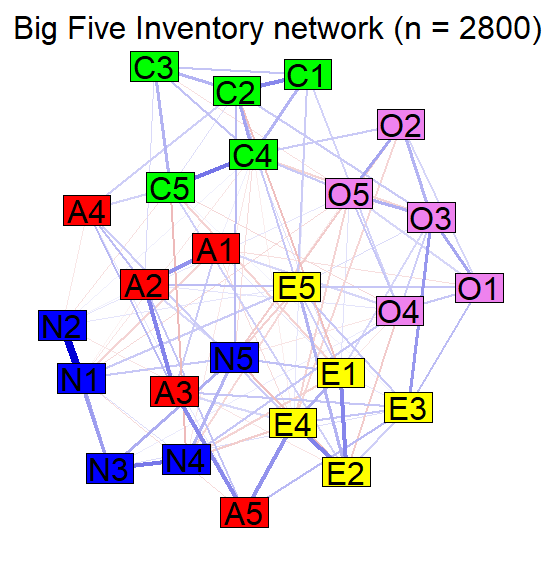 Big Five Inventory network (n = 2800)
C3
C1
C2
O2
C4
C5
O5
A4
O3
A1
A2
E5
O1
O4
N2
N5
N1
E1
A3
E3
E4
N4
N3
E2
A5